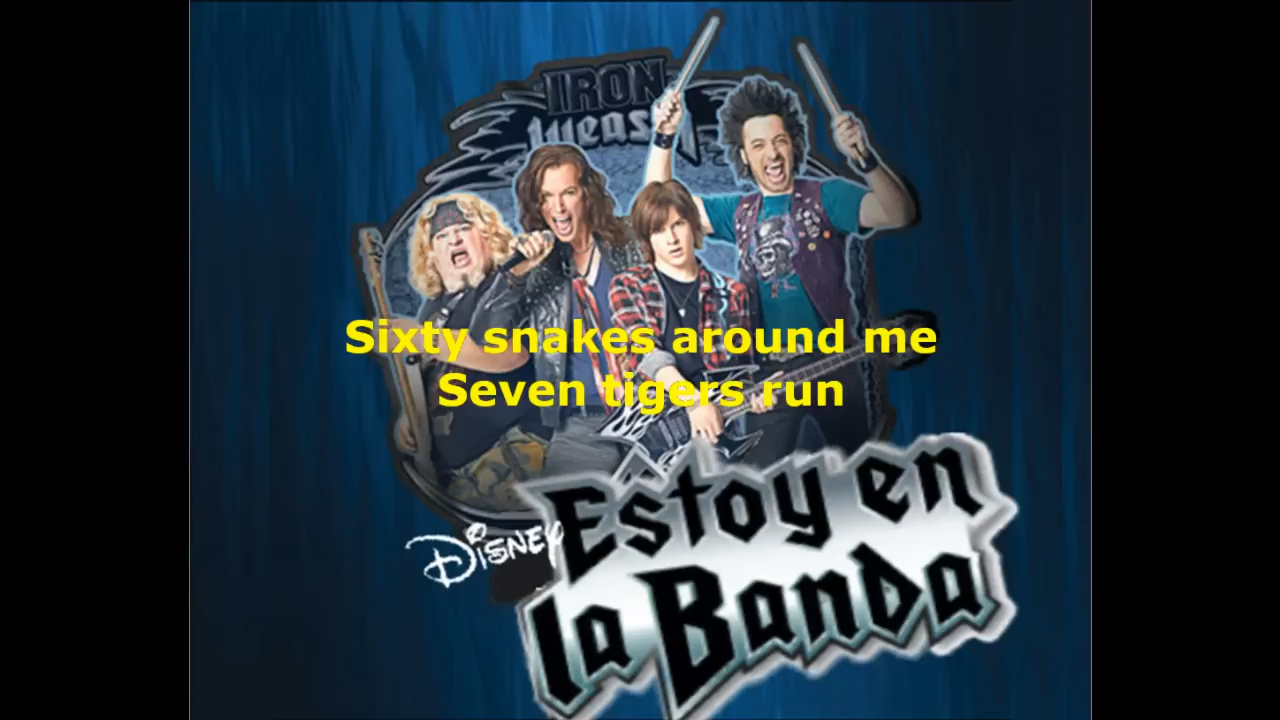 IRON
Weasel
Sixty snakes around me
Seven tigers run
Disney
Estoy en
la Banda